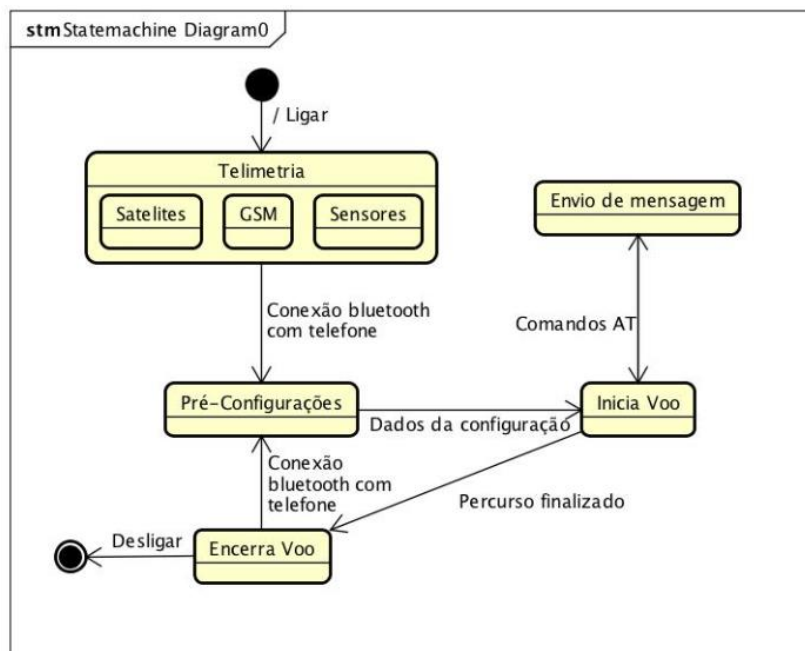 stm Statemachine Diagram0
/ Ligar
Telimetria
Satelites
GSM
Sensores
Envio de mensagem
Conexão bluetooth
com telefone
Comandos AT
Pré-Configurações
Inicia Voo
Dados da configuração
Conexão
bluetooth com
telefone
Percurso finalizado
Desligar
Encerra Voo